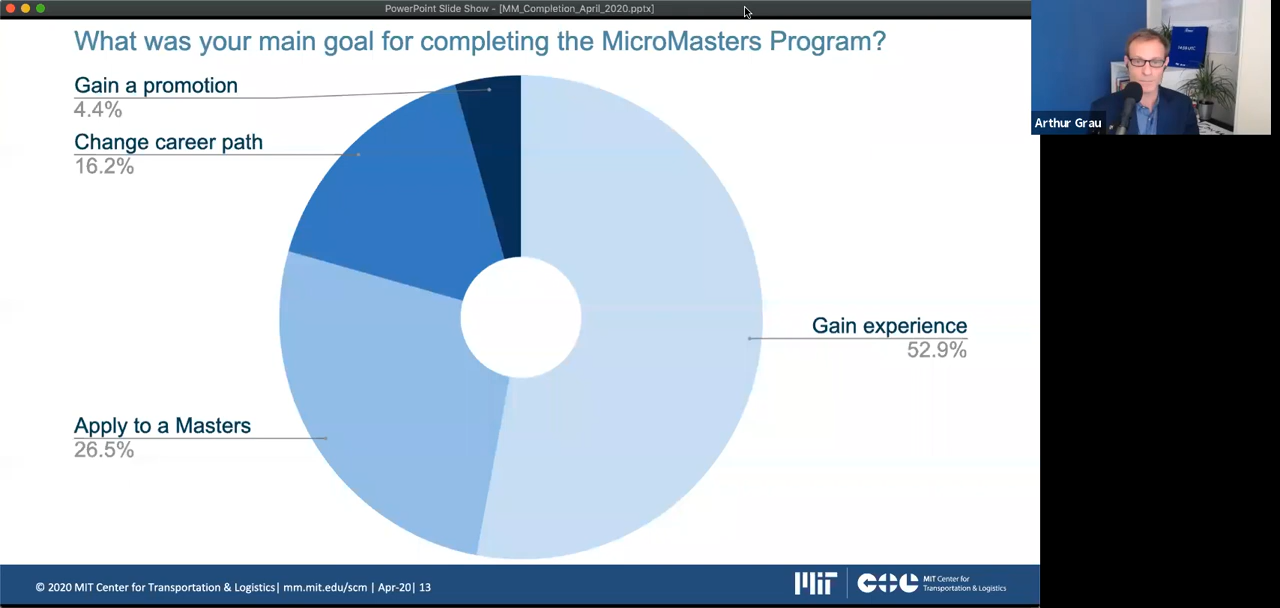 PowerPoint Slide Show - [MM_Completion_April_2020.pptx]
What was your main goal for completing the MicroMasters Program?
Gain a promotion
4.4%
Change career path
16.2%
Gain experience
52.9%
Apply to a Masters
26.5%
Arthur Grau
© 2020 MIT Center for Transportation & Logistics| mm.mit.edu/scm | Apr-20| 13
MIT
CTL
MIT Center for
Transportation & Logistics